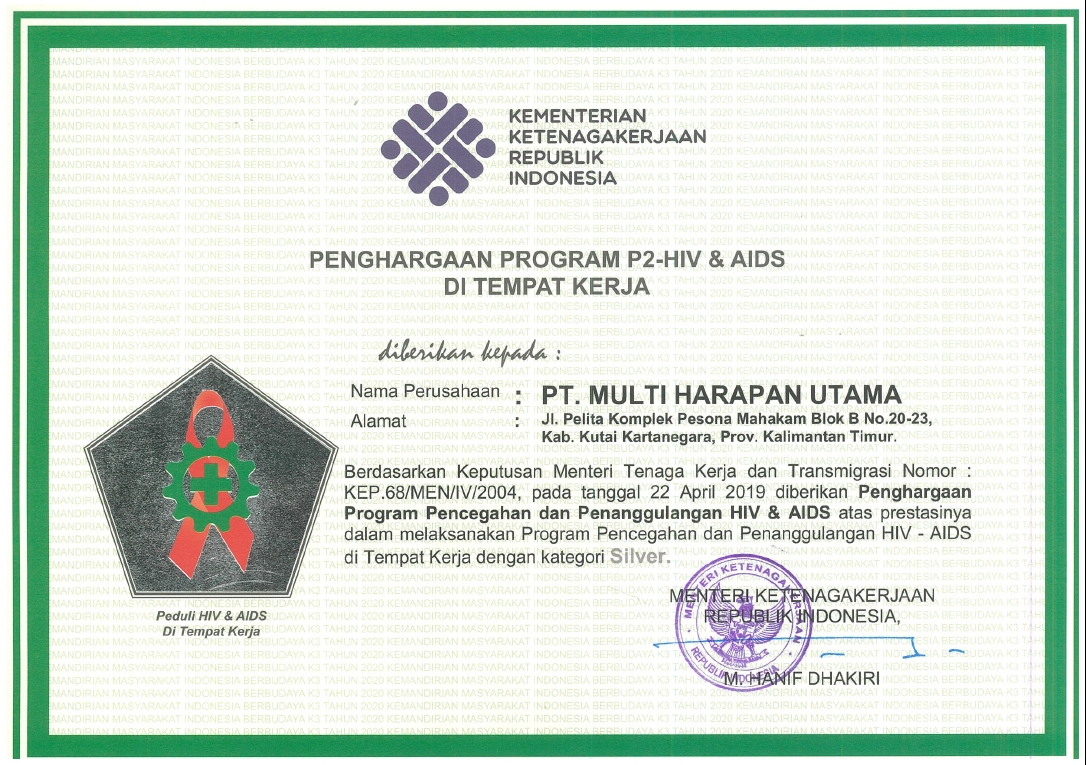 KEMENTERIAN
KETENAGAKERJAAN
REPUBLIK
INDONESIA
PENGHARGAAN PROGRAM P2-HIV & AIDS
DI TEMPAT KERJA
diberikan kepada :
Nama Perusahaan : PT. MULTI HARAPAN UTAMA
Alamat : Jl. Pelita Komplek Pesona Mahakam Blok B No.20-23,
Kab. Kutai Kartanegara, Prov. Kalimantan Timur.
Berdasarkan Keputusan Menteri Tenaga Kerja dan Transmigrasi Nomor :
KEP.68/MEN/IV/2004, pada tanggal 22 April 2019 diberikan Penghargaan
Program Pencegahan dan Penanggulangan HIV & AIDS atas prestasinya
dalam melaksanakan Program Pencegahan dan Penanggulangan HIV - AIDS
di Tempat Kerja dengan kategori Silver.
Peduli HIV & AIDS
Di Tempat Kerja
MENTERI KETENAGAKERJAAN
REPUBLIK INDONESIA,
MENTERI KETENAGAKERJAAN
REPUBLIK INDONESIA
M. HANIF DHAKIRI
KEMANDIRIAN MASYARAKAT INDONESIA BERBUDAYA K3 TAHUN 2020